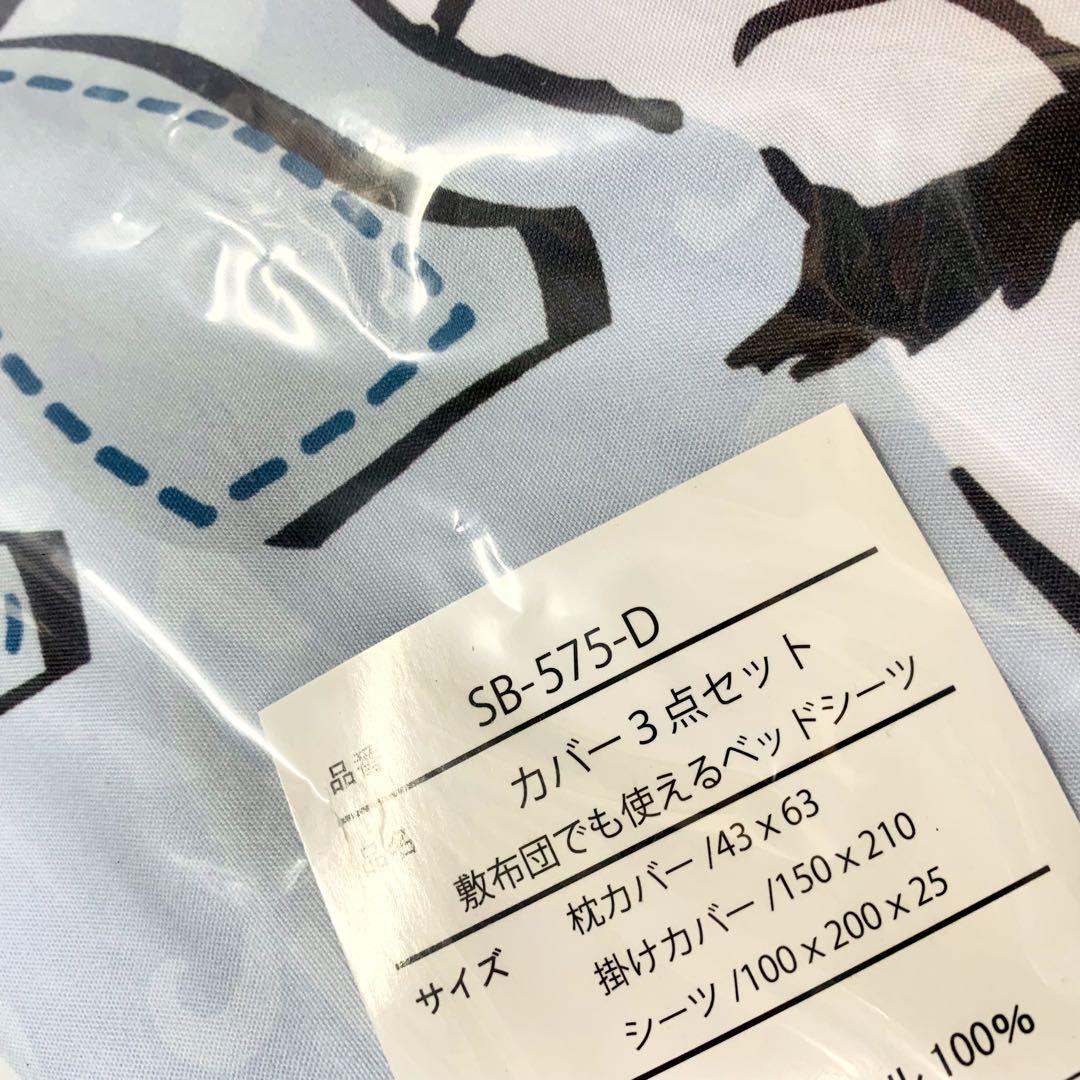 品番 SB-575-D
品名 カバー3点セット
敷布団でも使えるベッドシーツ
サイズ 枕カバー/43 x 63
掛けカバー/150 x 210
シーツ/100 x 200 x 25
100%